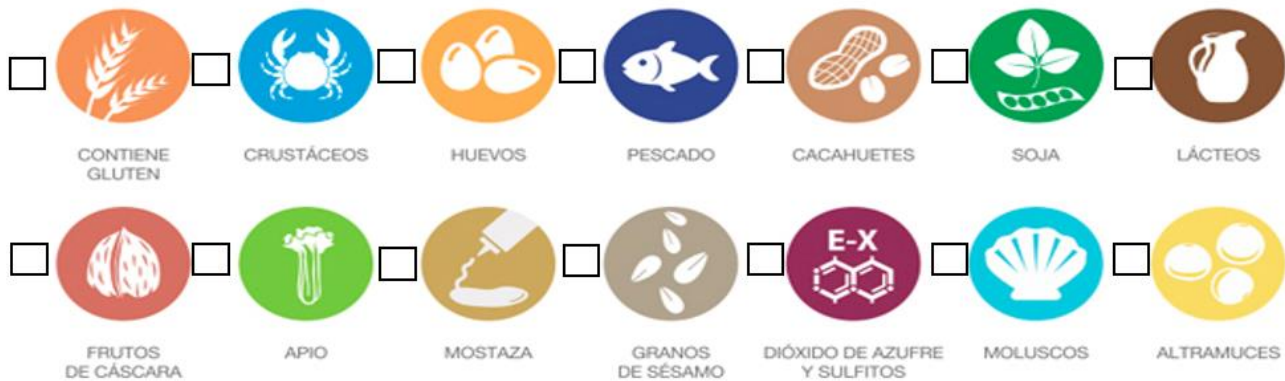 CONTIENE
GLUTEN
CRUSTÁCEOS
HUEVOS
PESCADO
CACAHUETES
SOJA
LÁCTEOS
E-X
FRUTOS
DE CÁSCARA
APIO
MOSTAZA
GRANOS
DE SÉSAMO
DIÓXIDO DE AZUFRE
Y SULFITOS
MOLUSCOS
ALTRAMUCES